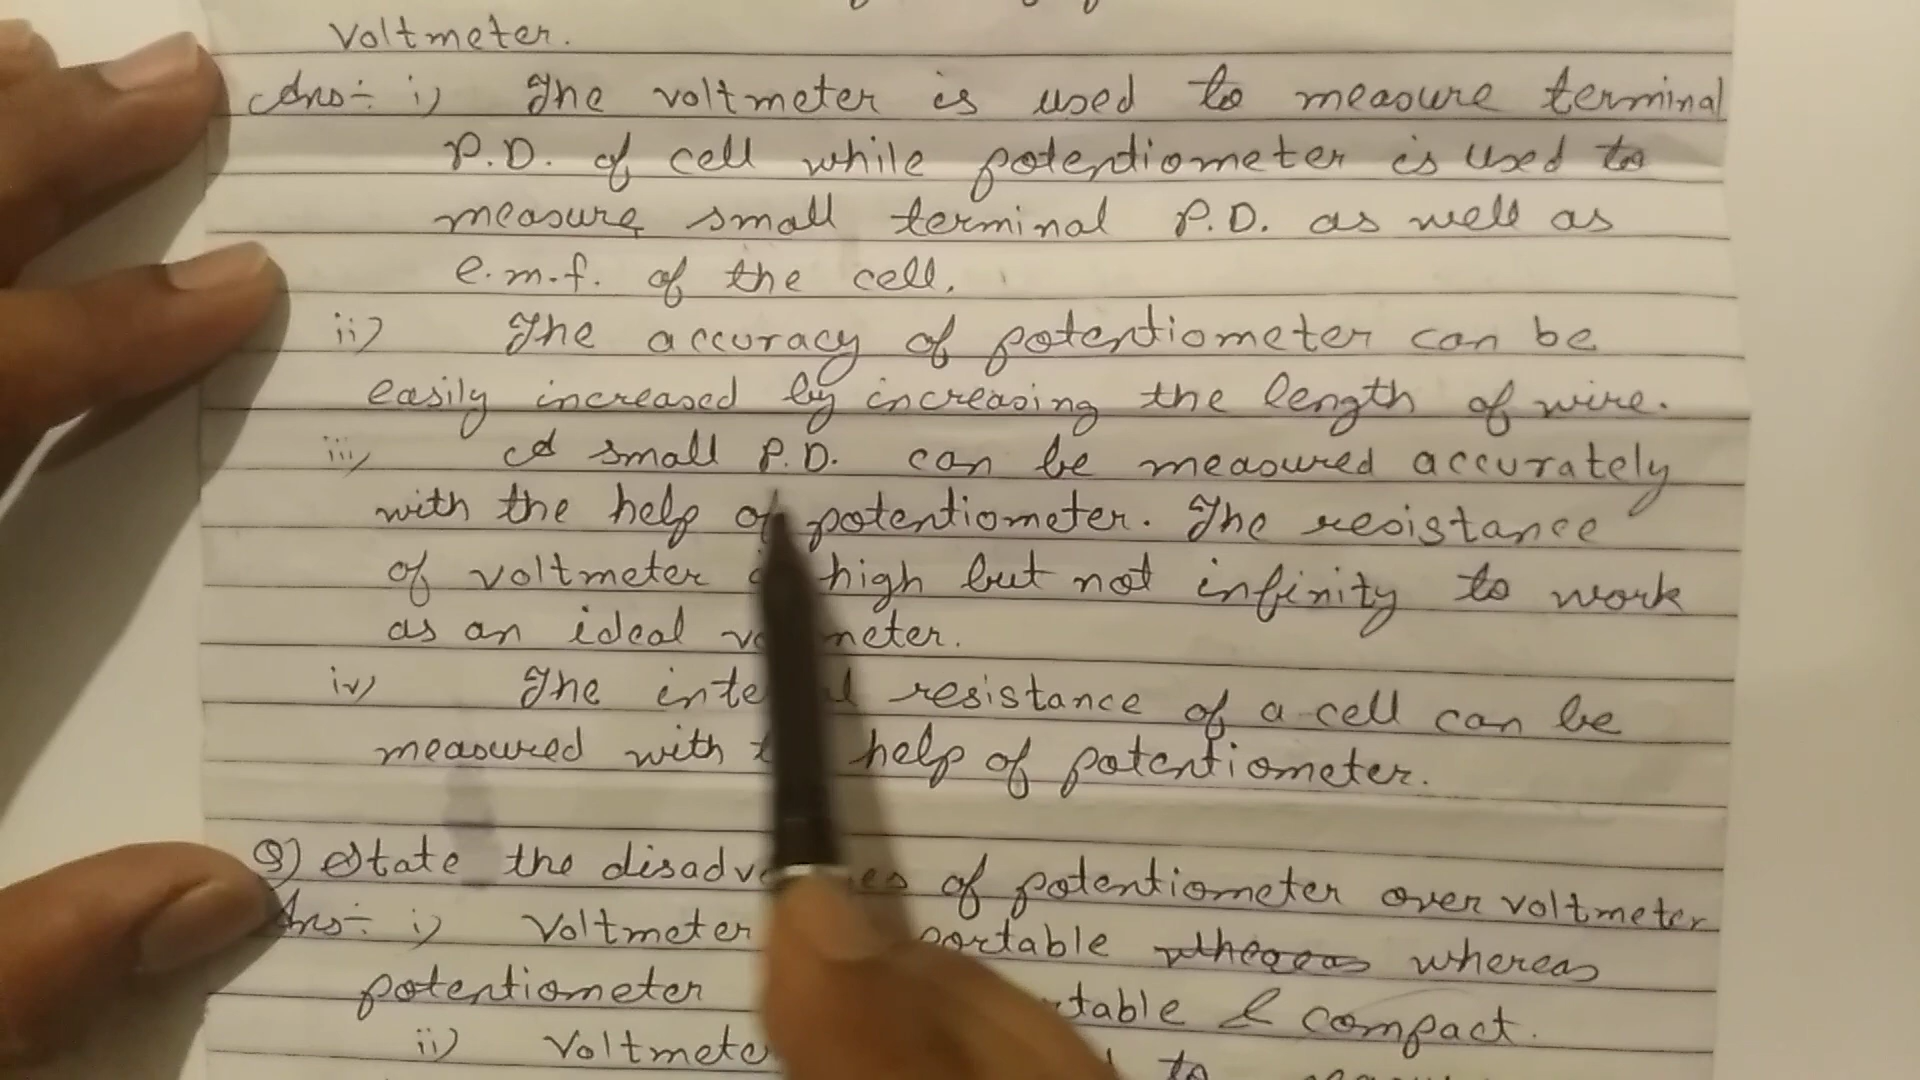 voltmeter.
Ans÷ i) The voltmeter is used to measure terminal
P.D. of cell while potentiometer is used to
measure small terminal P.D. as well as
e.m.f. of the cell.
ii) The accuracy of potentiometer can be
easily increased by increasing the length of wire.
iii) A small P.D. can be measured accurately
with the help of potentiometer. The resistance
of voltmeter high but not infinity to work
as an ideal
iv) The resistance of a cell can be
measured with help of potentiometer.
Q) State the of potentiometer over voltmeter
Ans÷ i) Voltmeter portable whereas whereas
potentiometer & compact.
ii) to